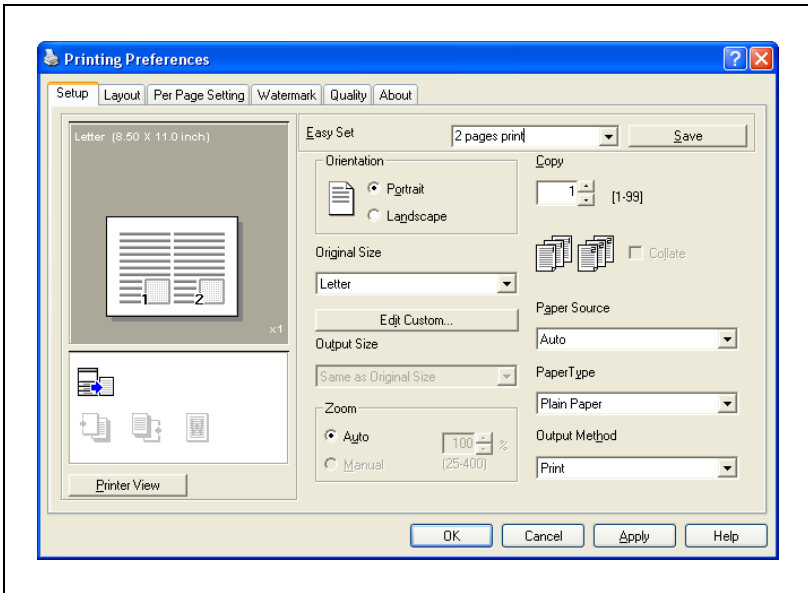 Printing Preferences
Setup Layout Per Page Setting Watermark Quality About
Letter (8.50 X 11.0 inch)
1 2
x1
Printer View
Easy Set 2 pages print Save
Orientation
Portrait
Landscape
Original Size
Letter
Edit Custom...
Output Size
Same as Original Size
Zoom
Auto 100 %
Manual (25-400)
Copy
1 [1-99]
Collate
Paper Source
Auto
PaperType
Plain Paper
Output Method
Print
OK Cancel Apply Help